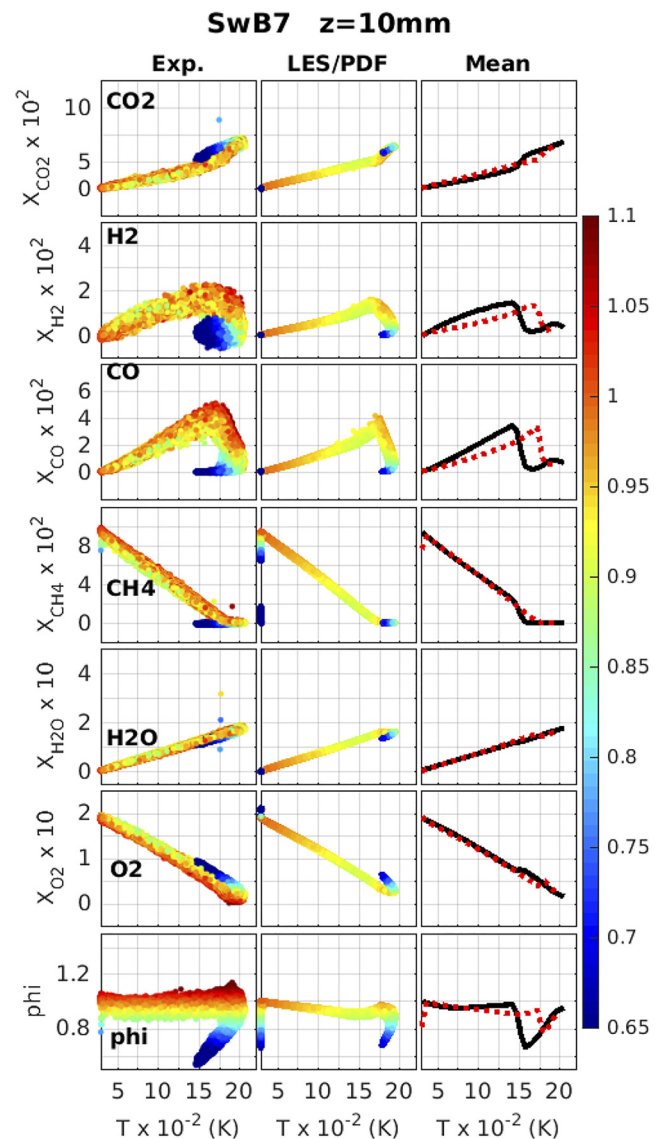 SwB7 z=10mm
Exp. LES/PDF Mean
CO2
X_CO2 x 10^2
10
5
0
H2
X_H2 x 10^2
4
2
0
CO
X_CO x 10^2
6
4
2
0
CH4
X_CH4 x 10^2
8
4
0
H2O
X_H2O x 10
4
2
0
O2
X_O2 x 10
2
1
0
phi
phi
1.2
0.8
5 10 15 20 5 10 15 20 5 10 15 20
T x 10^-2 (K) T x 10^-2 (K) T x 10^-2 (K)
1.1
1.05
1
0.95
0.9
0.85
0.8
0.75
0.7
0.65